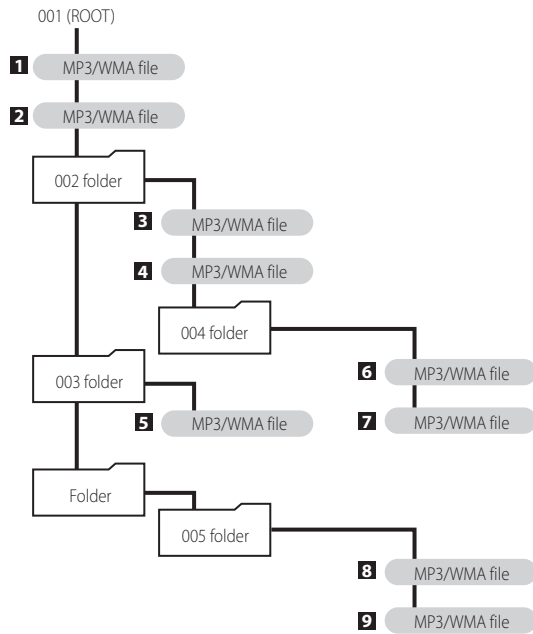 001 (ROOT)
1 MP3/WMA file
2 MP3/WMA file
002 folder
3 MP3/WMA file
4 MP3/WMA file
004 folder
003 folder
6 MP3/WMA file
5 MP3/WMA file
7 MP3/WMA file
Folder
005 folder
8 MP3/WMA file
9 MP3/WMA file